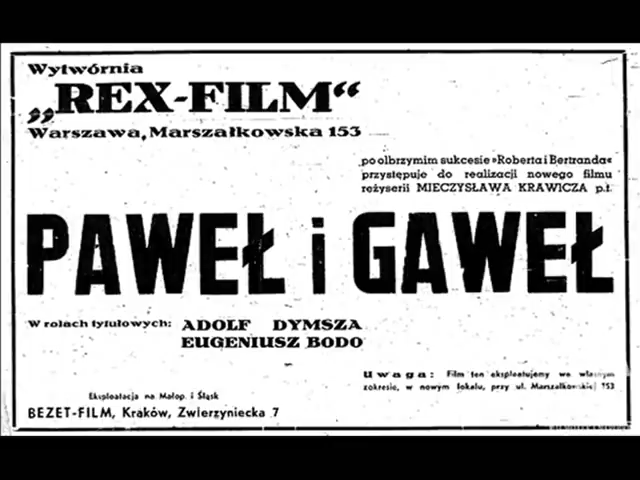 Wytwórnia
„REX-FILM“
Warszawa, Marszałkowska 153
po olbrzymim sukcesie »Roberta i Bertranda«
przystępuje do realizacji nowego filmu
reżyserii MIECZYSŁAWA KRAWICZA p.t.
PAWEŁ i GAWEŁ
W rolach tytułowych: ADOLF DYMSZA
EUGENIUSZ BODO
Uwaga: Film ten eksploatujemy we własnym
zakresie, w nowym lokalu, przy ul. Marszałkowskiej 153
Eksploatacja na Małop. i Śląsk
BEZET-FILM, Kraków, Zwierzyniecka 7